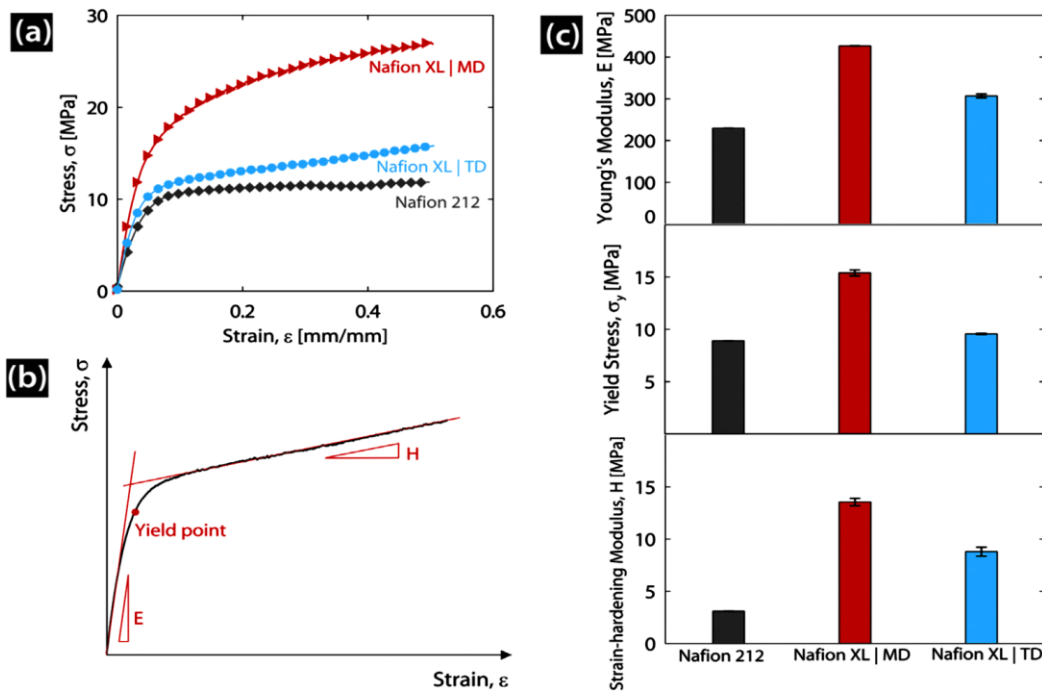 (a)
30
20
10
0
Stress, σ [MPa]
Nafion XL | MD
Nafion XL | TD
Nafion 212
0
0.2
0.4
0.6
Strain, ε [mm/mm]
(b)
Stress, σ
H
Yield point
E
Strain, ε
(c)
500
400
300
200
100
0
Young's Modulus, E [MPa]
15
10
5
Yield Stress, σy [MPa]
15
10
5
0
Strain-hardening Modulus, H [MPa]
Nafion 212
Nafion XL | MD
Nafion XL | TD